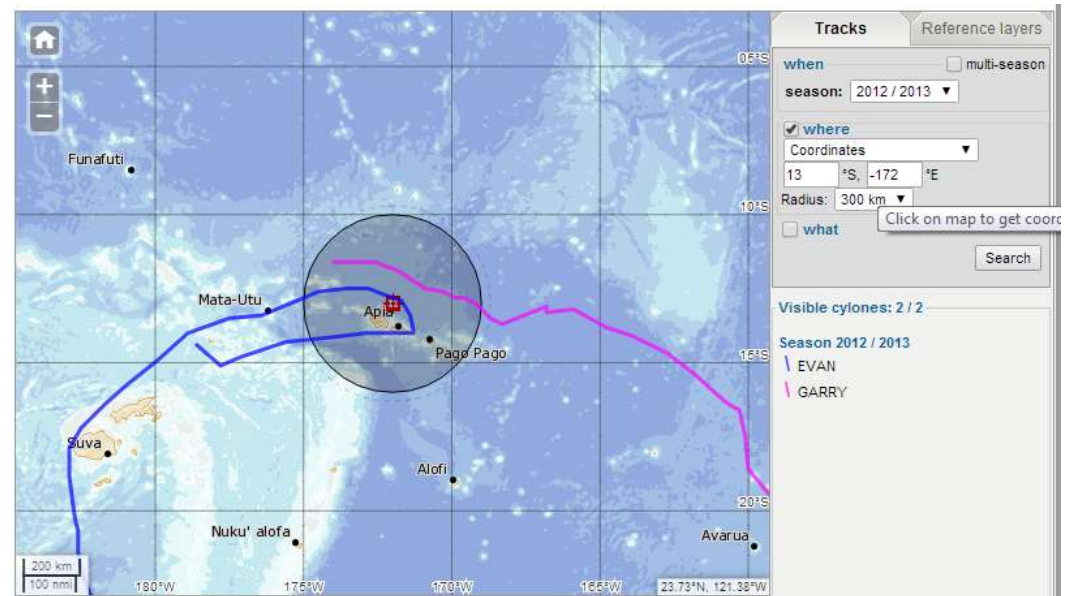 Tracks
Reference layers
when
multi-season
season: 2012 / 2013
where
Coordinates
13 °S, -172 °E
Radius: 300 km
Click on map to get coord
what
Search
Visible cylones: 2 / 2
Season 2012 / 2013
EVAN
GARRY
+
−
05°S
Funafuti
10°S
Mata-Utu
Apia
Pago Pago
15°S
Suva
Alofi
20°S
Nuku' alofa
Avarua
200 km
100 nmi
180°W
175°W
170°W
165°W
23.73°N, 121.38°W